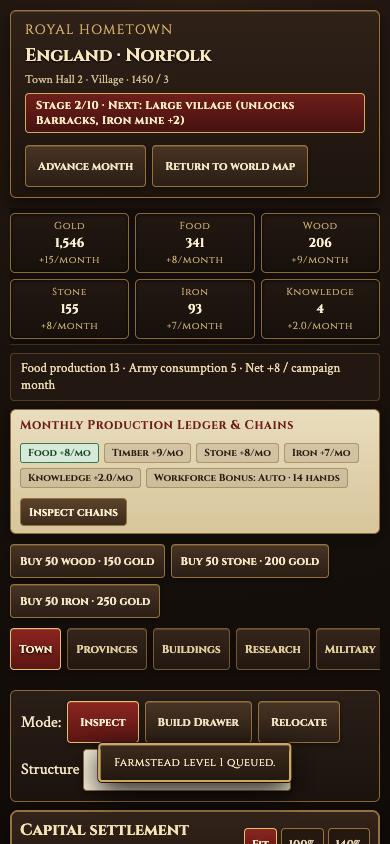 Royal Hometown
England · Norfolk
Town Hall 2 · Village · 1450 / 3
Stage 2/10 · Next: Large village (unlocks
Barracks, Iron mine +2)
Advance month
Return to world map
Gold
1,546
+15/month
Food
341
+8/month
Wood
206
+9/month
Stone
155
+8/month
Iron
93
+7/month
Knowledge
4
+2.0/month
Food production 13 · Army consumption 5 · Net +8 / campaign
month
Monthly Production Ledger & Chains
Food +8/mo
Timber +9/mo
Stone +8/mo
Iron +7/mo
Knowledge +2.0/mo
Workforce Bonus: Auto · 14 hands
Inspect chains
Buy 50 wood · 150 gold
Buy 50 stone · 200 gold
Buy 50 iron · 250 gold
Town
Provinces
Buildings
Research
Military
Mode:
Inspect
Build Drawer
Relocate
Structure
Farmstead level 1 queued.
Capital settlement
Fit
100%
140%